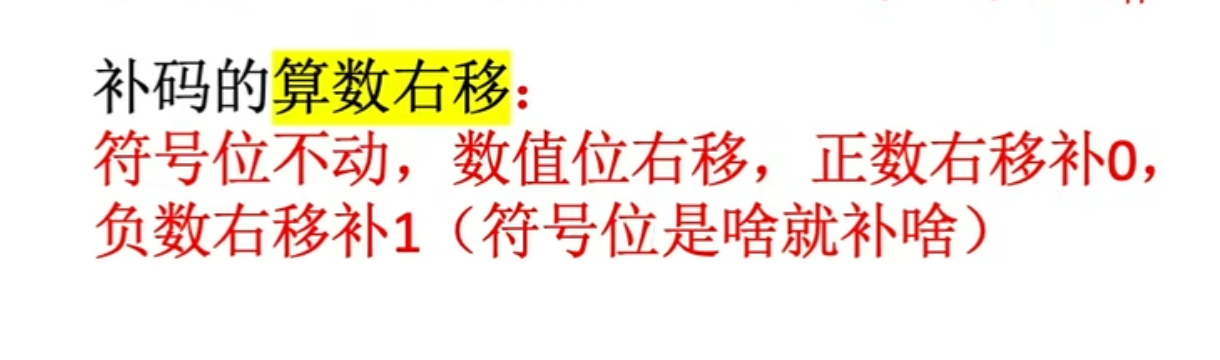 补码的算数右移：
符号位不动，数值位右移，正数右移补0，
负数右移补1（符号位是啥就补啥）